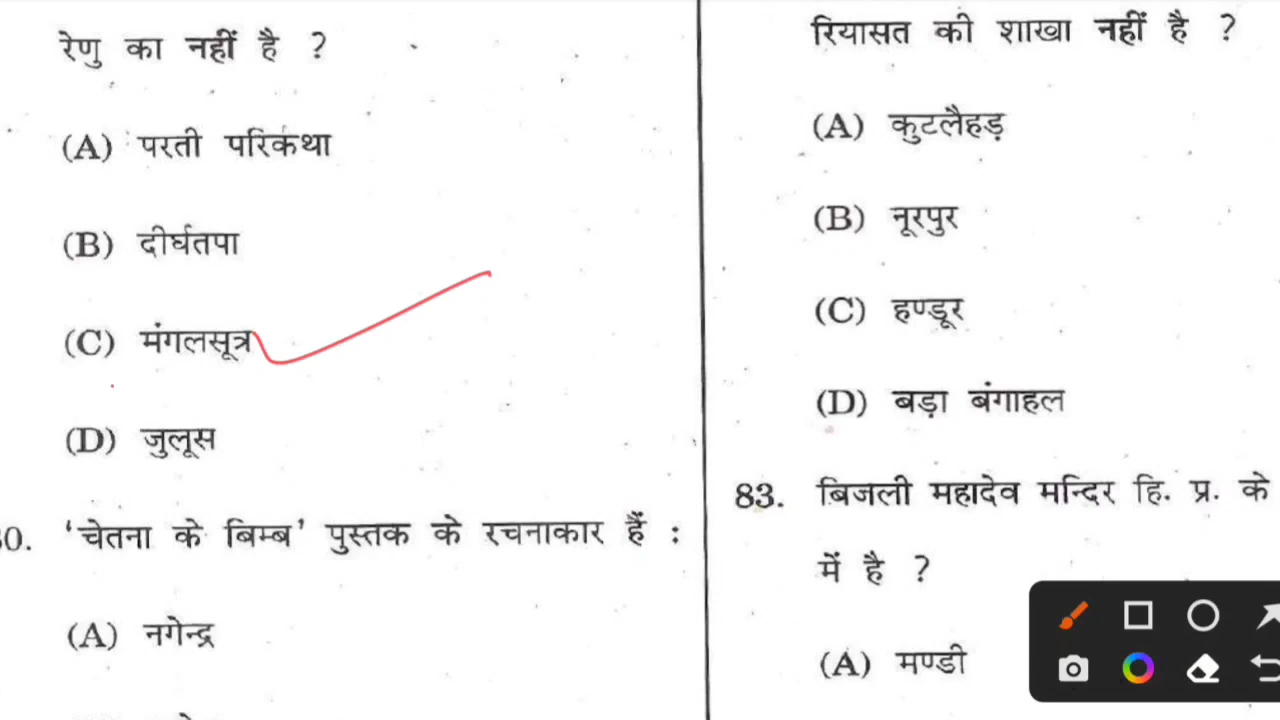 रेणु का नहीं है ?
(A) परती परिकथा
(B) दीर्घतपा
(C) मंगलसूत्र
(D) जुलूस
0. 'चेतना के बिम्ब' पुस्तक के रचनाकार हैं :
(A) नगेन्द्र
रियासत की शाखा नहीं है ?
(A) कुटलैहड़
(B) नूरपुर
(C) हण्डूर
(D) बड़ा बंगाहल
83. बिजली महादेव मन्दिर हि. प्र. के
में है ?
(A) मण्डी